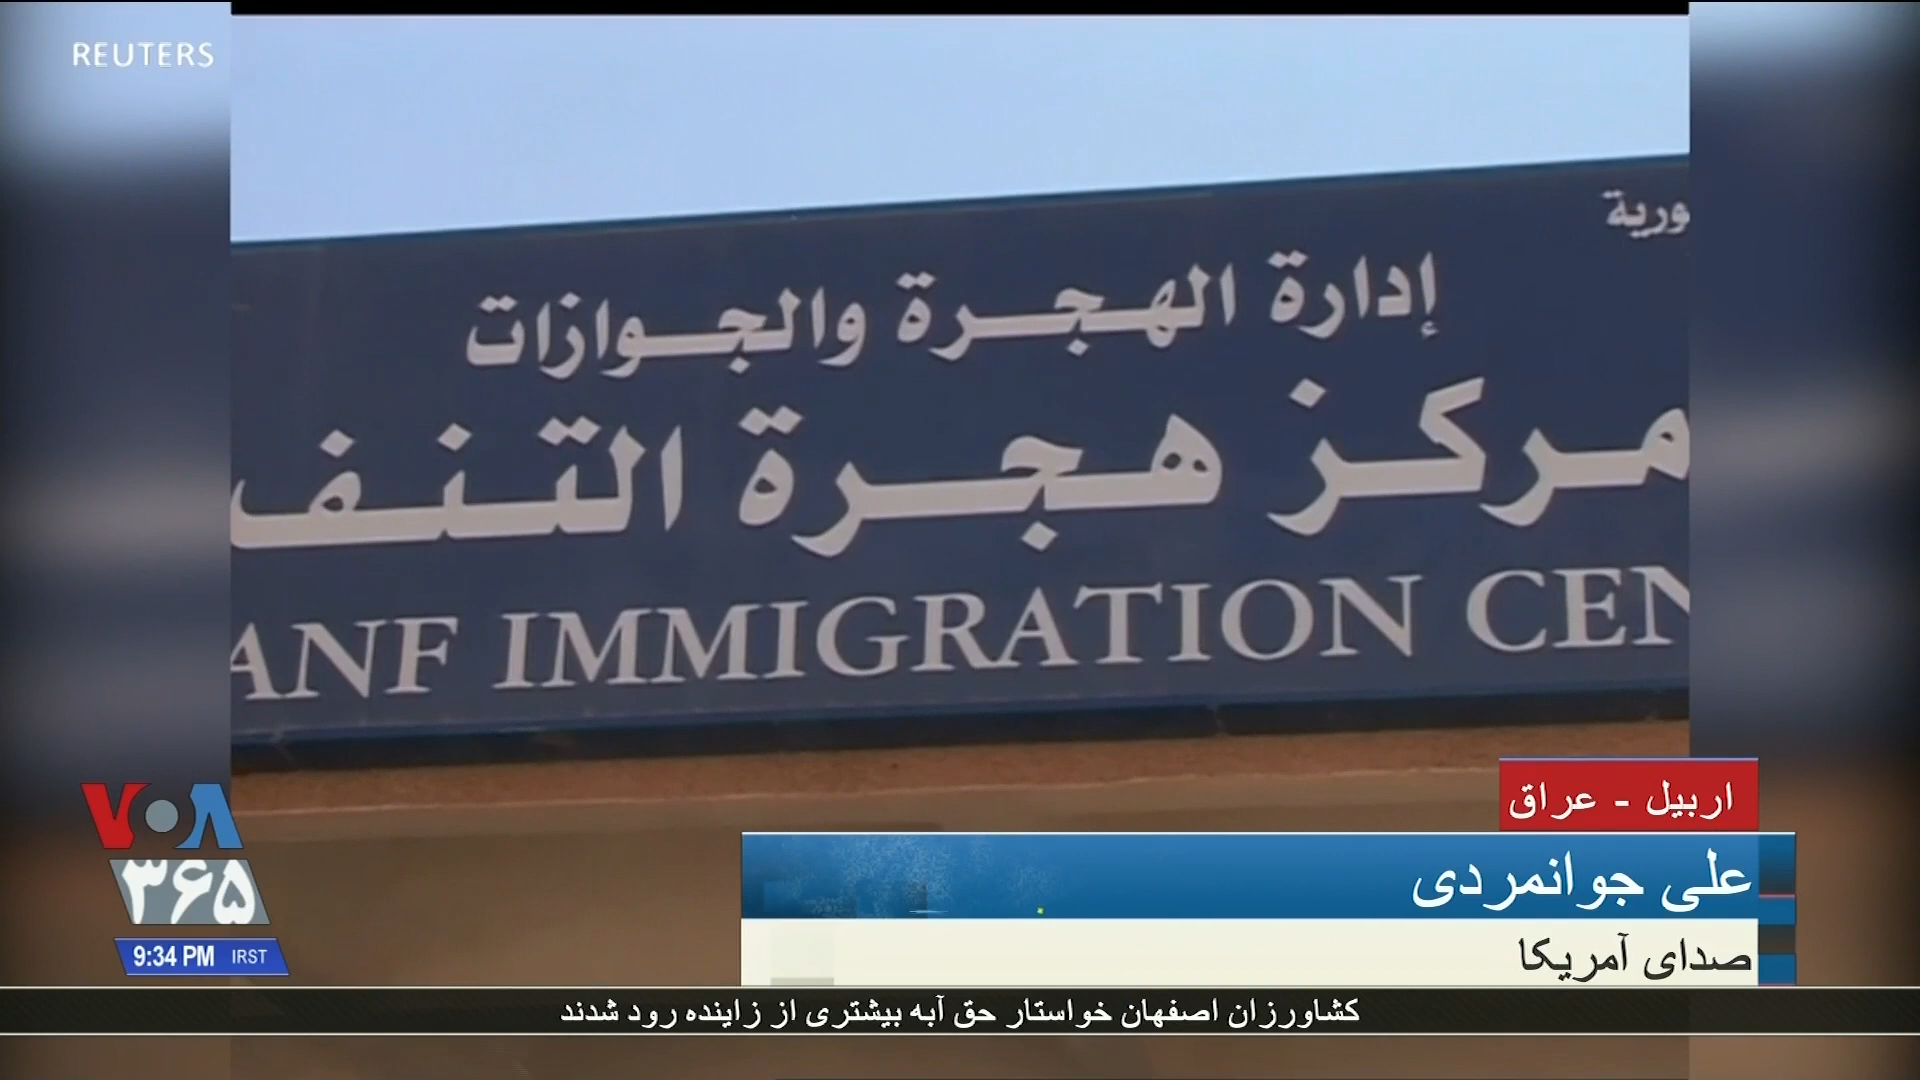 REUTERS
ورية
إدارة الهجرة والجوازات
مركز هجرة التنف
ANF IMMIGRATION CEN
اربیل - عراق
علی جوانمردی
صدای آمریکا
VOA
۳۶۵
9:34 PM IRST
کشاورزان اصفهان خواستار حق آبه بیشتری از زاینده رود شدند